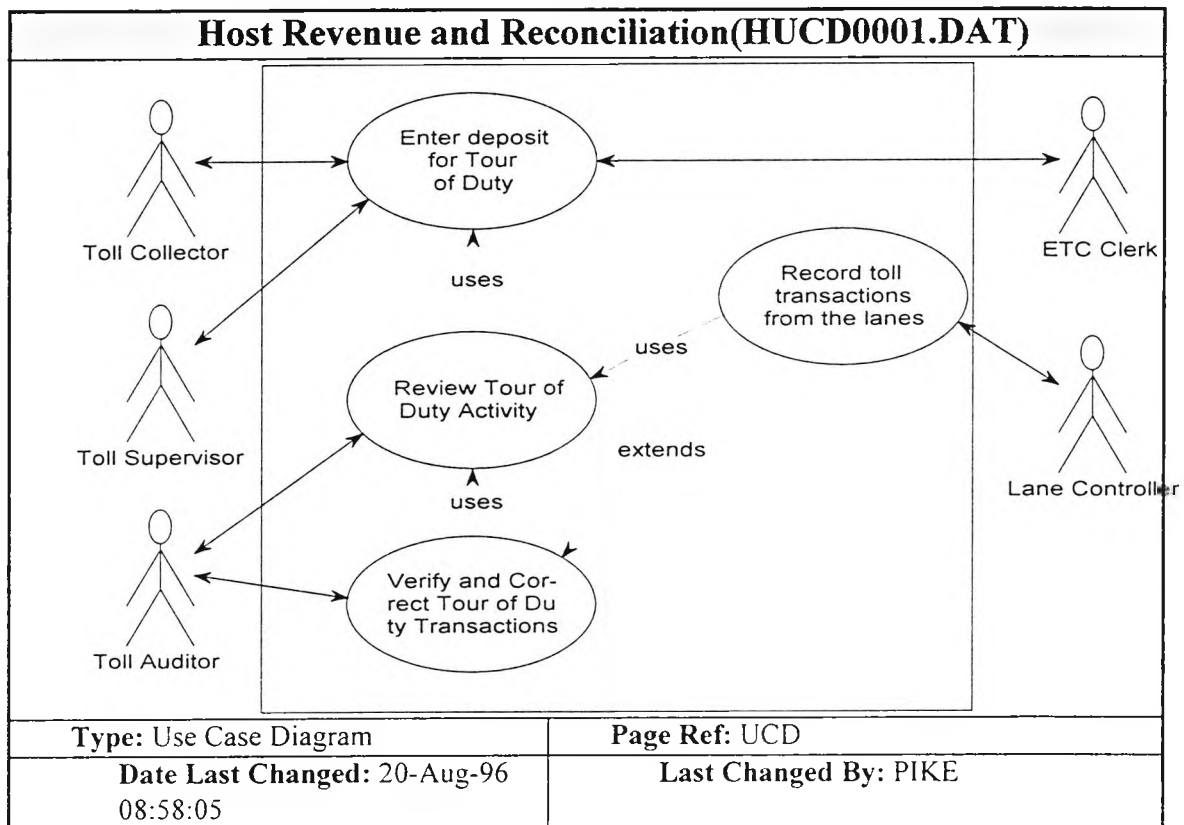 Host Revenue and Reconciliation(HUCD0001.DAT)
Enter deposit
for Tour
of Duty
Toll Collector
ETC Clerk
uses
Record toll
transactions
from the lanes
uses
Review Tour of
Duty Activity
extends
Toll Supervisor
Lane Controller
uses
Verify and Cor-
rect Tour of Du
ty Transactions
Toll Auditor
Type: Use Case Diagram
Page Ref: UCD
Date Last Changed: 20-Aug-96
08:58:05
Last Changed By: PIKE